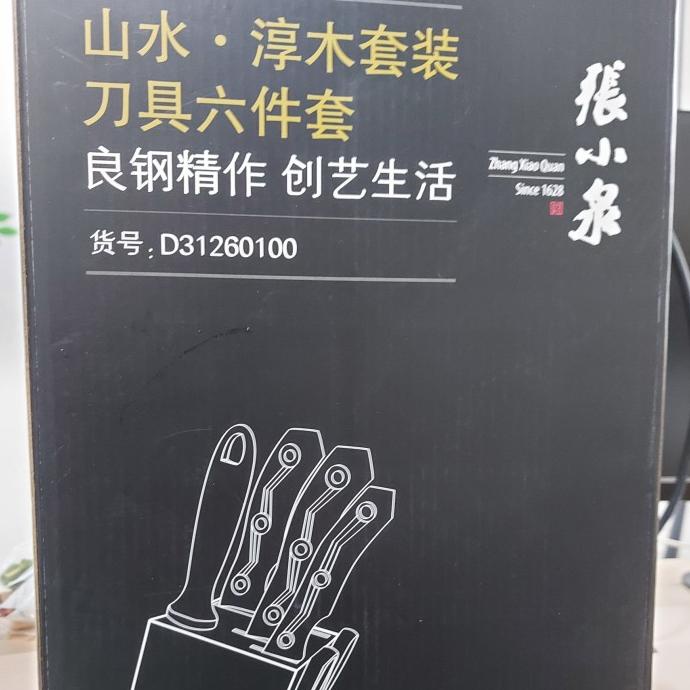 山水·淳木套装
刀具六件套
良钢精作 创艺生活
货号:D31260100
張小泉
Zhang Xiao Quan
Since 1628